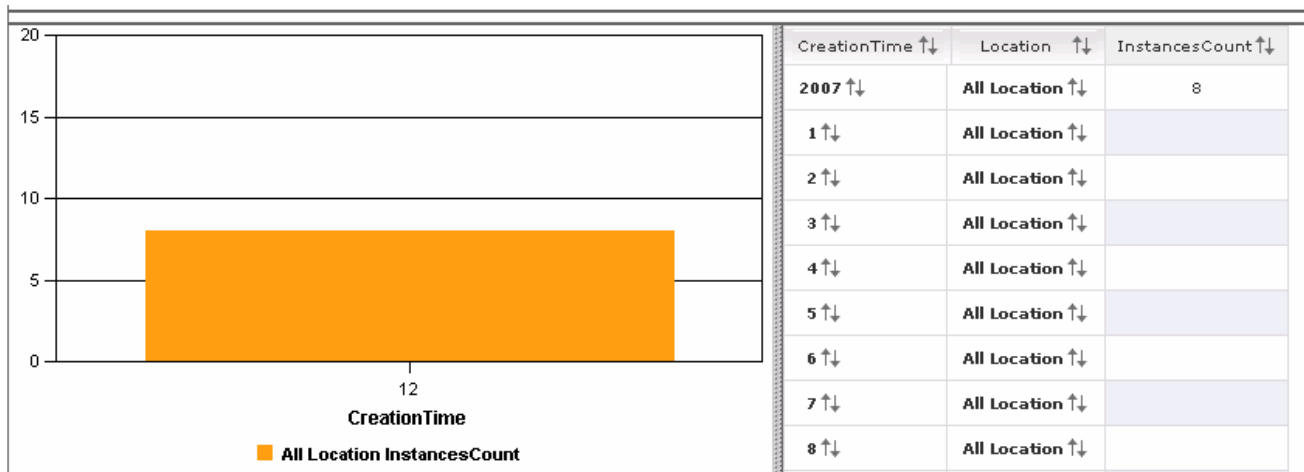 20
15
10
5
0
12
CreationTime
All Location InstancesCount
CreationTime Location InstancesCount
2007 All Location 8
1 All Location
2 All Location
3 All Location
4 All Location
5 All Location
6 All Location
7 All Location
8 All Location